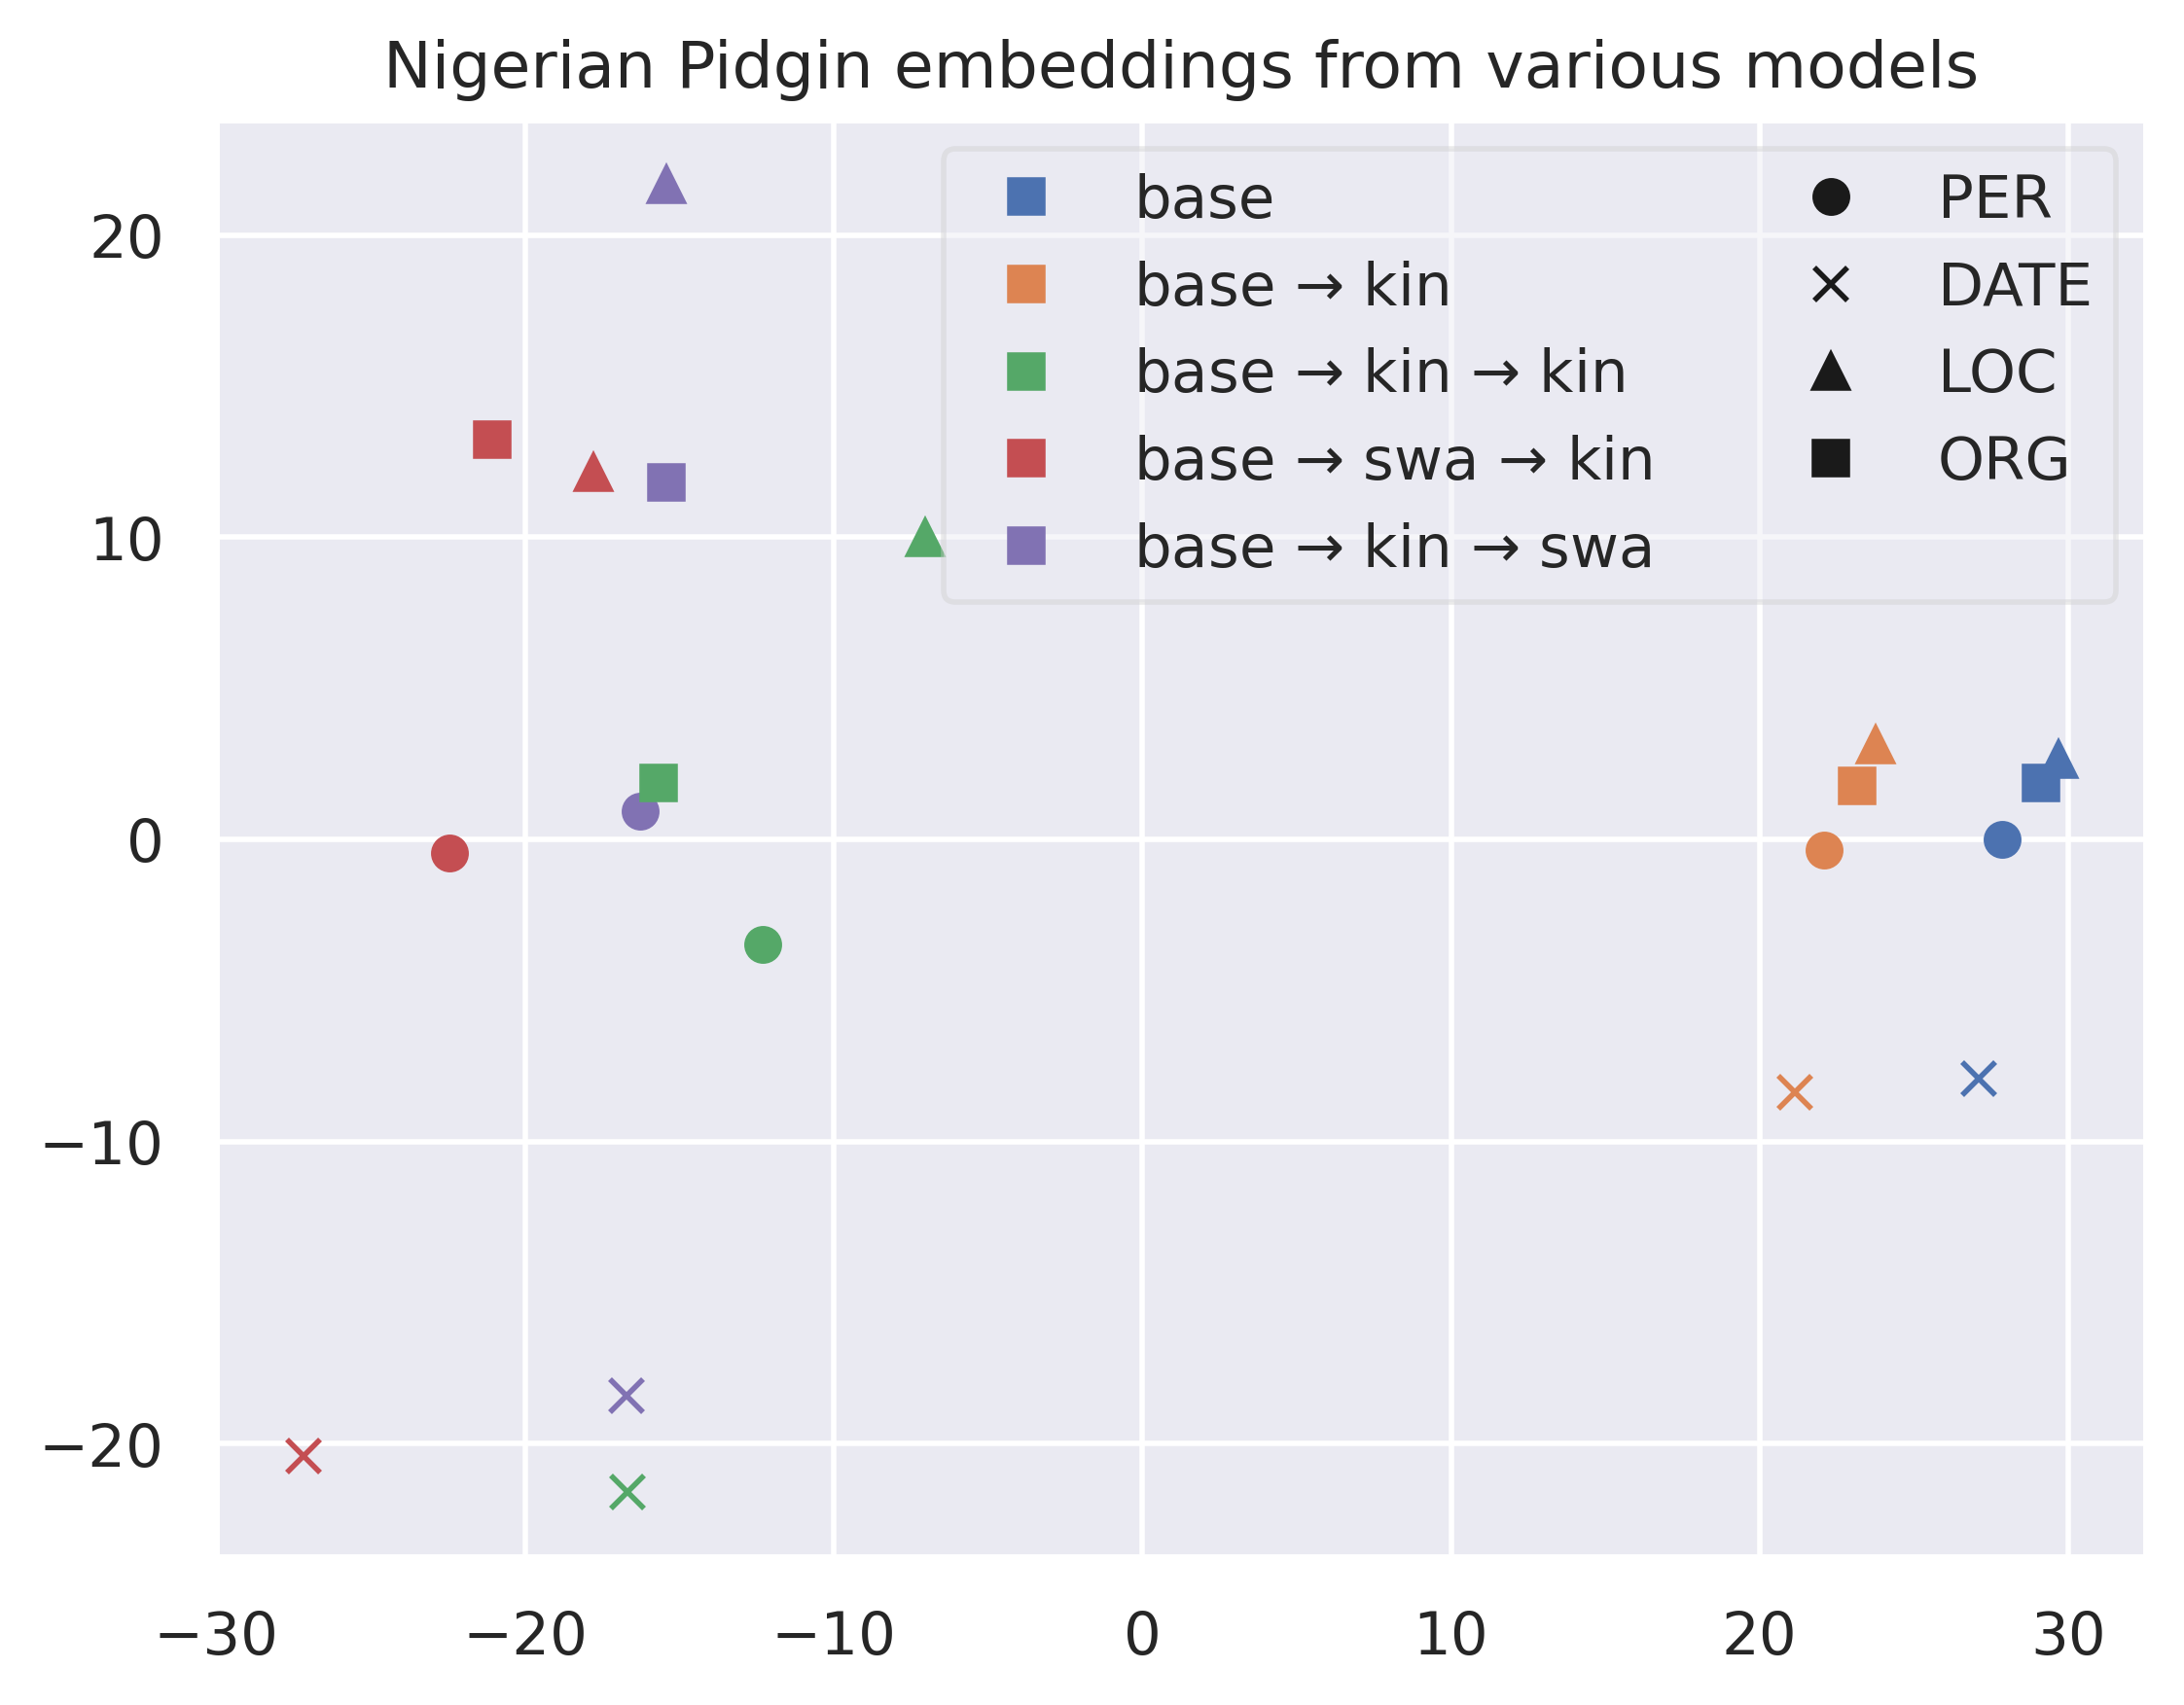 Nigerian Pidgin embeddings from various models
base
base → kin
base → kin → kin
base → swa → kin
base → kin → swa
PER
DATE
LOC
ORG
20
10
0
−10
−20
−30
−20
−10
0
10
20
30